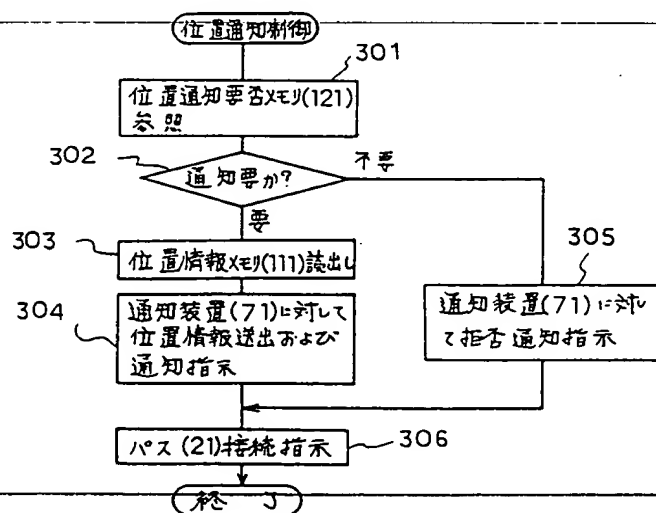 位置通知制御
301
位置通知要否メモリ(121)
参照
302
通知要か?
不要
要
303
位置情報メモリ(111)読出し
305
304
通知装置(71)に対して
位置情報送出および
通知指示
通知装置(71)に対し
て拒否通知指示
パス(21)接続指示
306
終了